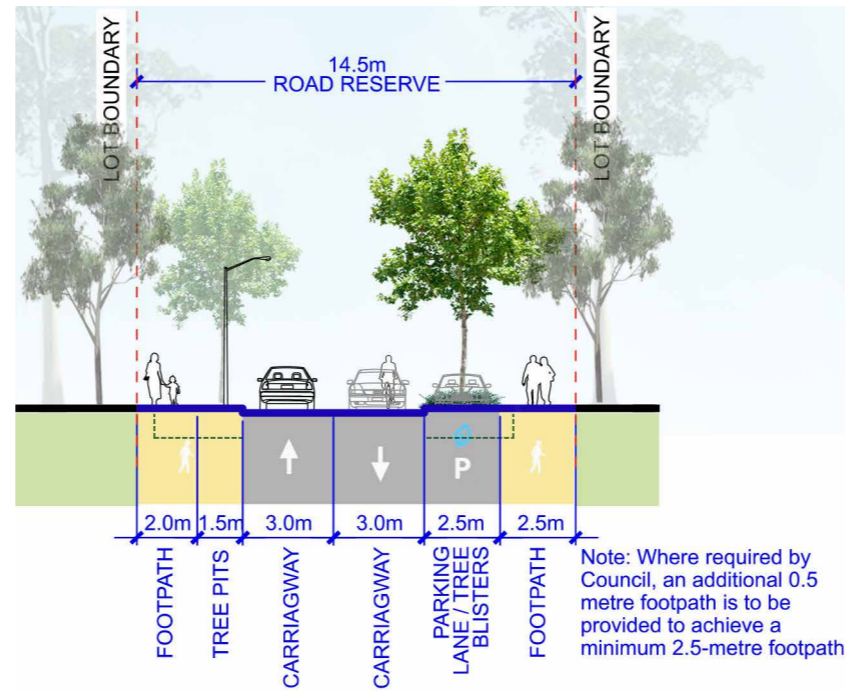 LOT BOUNDARY
14.5m
ROAD RESERVE
LOT BOUNDARY
P
2.0m
1.5m
3.0m
3.0m
2.5m
2.5m
FOOTPATH
TREE PITS
CARRIAGWAY
CARRIAGWAY
PARKING
LANE / TREE
BLISTERS
FOOTPATH
Note: Where required by
Council, an additional 0.5
metre footpath is to be
provided to achieve a
minimum 2.5-metre footpath